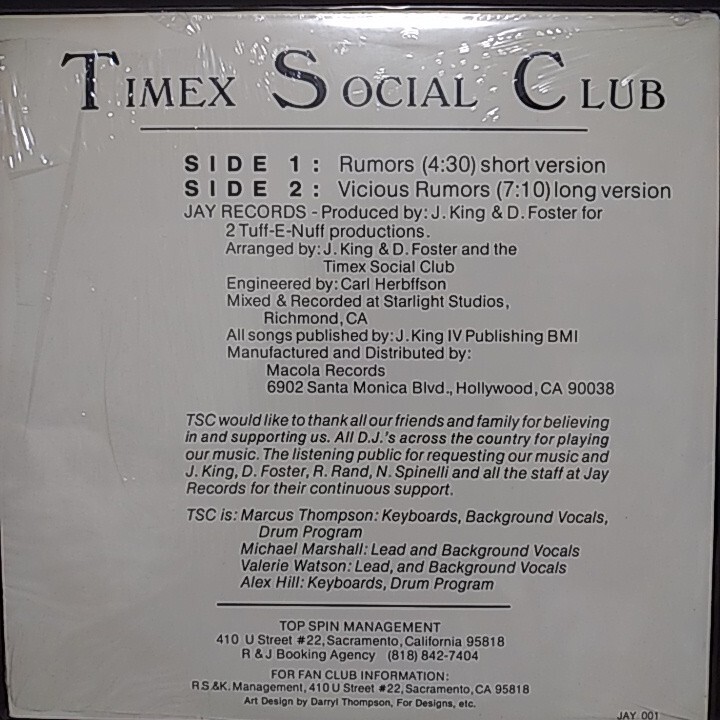 TIMEX SOCIAL CLUB
SIDE 1: Rumors (4:30) short version
SIDE 2: Vicious Rumors (7:10) long version
JAY RECORDS - Produced by: J. King & D. Foster for
2 Tuff-E-Nuff productions.
Arranged by: J. King & D. Foster and the
Timex Social Club
Engineered by: Carl Herbffson
Mixed & Recorded at Starlight Studios,
Richmond, CA
All songs published by: J. King IV Publishing BMI
Manufactured and Distributed by:
Macola Records
6902 Santa Monica Blvd., Hollywood, CA 90038
TSC would like to thank all our friends and family for believing
in and supporting us. All D.J.'s across the country for playing
our music. The listening public for requesting our music and
J. King, D. Foster, R. Rand, N. Spinelli and all the staff at Jay
Records for their continuous support.
TSC is: Marcus Thompson: Keyboards, Background Vocals,
Drum Program
Michael Marshall: Lead and Background Vocals
Valerie Watson: Lead, and Background Vocals
Alex Hill: Keyboards, Drum Program
TOP SPIN MANAGEMENT
410 U Street #22, Sacramento, California 95818
R & J Booking Agency (818) 842-7404
FOR FAN CLUB INFORMATION:
R.S.&K. Management, 410 U Street #22, Sacramento, CA 95818
Art Design by Darryl Thompson, For Designs, etc.
JAY 001